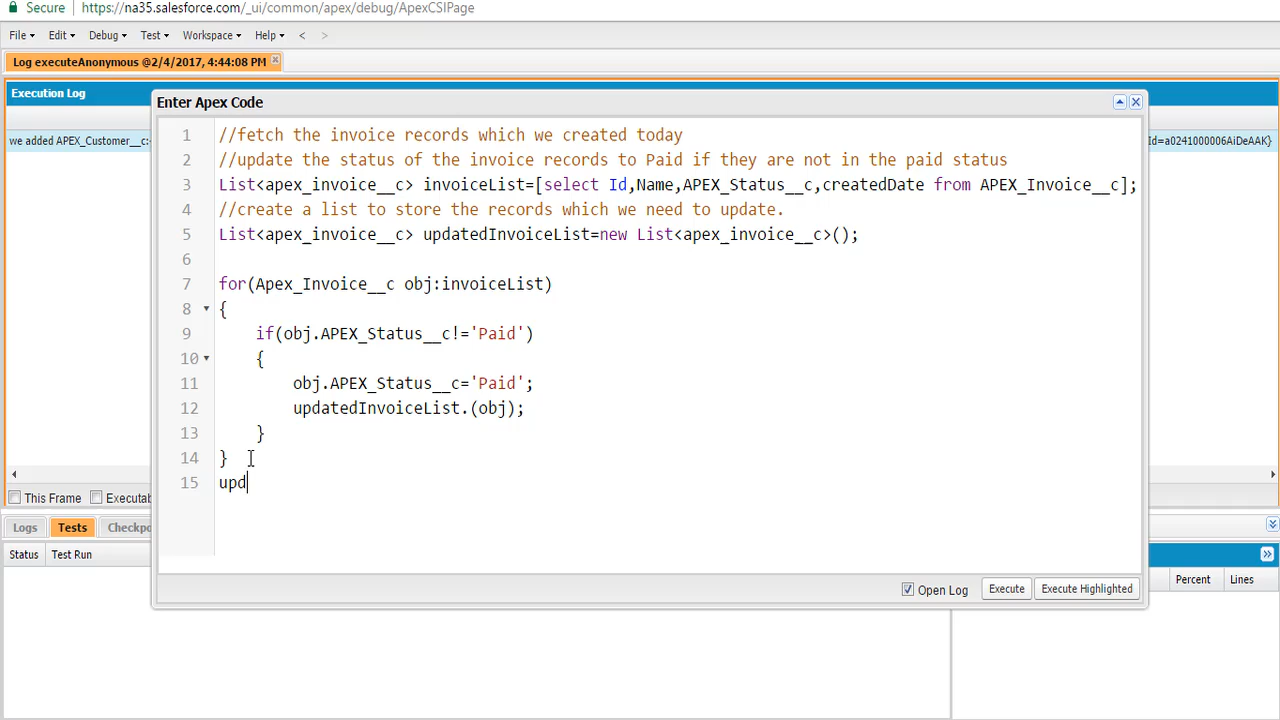 Secure https://na35.salesforce.com/_ui/common/apex/debug/ApexCSIPage
File Edit Debug Test Workspace Help < >
Log executeAnonymous @2/4/2017, 4:44:08 PM
Execution Log
Enter Apex Code
we added APEX_Customer__c:
Id=a0241000006AiDeAAK}
1 //fetch the invoice records which we created today
2 //update the status of the invoice records to Paid if they are not in the paid status
3 List<apex_invoice__c> invoiceList=[select Id,Name,APEX_Status__c,createdDate from APEX_Invoice__c];
4 //create a list to store the records which we need to update.
5 List<apex_invoice__c> updatedInvoiceList=new List<apex_invoice__c>();
6
7 for(Apex_Invoice__c obj:invoiceList)
8 {
9 if(obj.APEX_Status__c!='Paid')
10 {
11 obj.APEX_Status__c='Paid';
12 updatedInvoiceList.(obj);
13 }
14 }
15 upd
This Frame Executab
Logs Tests Checkpo
Status Test Run
Percent Lines
Open Log Execute Execute Highlighted